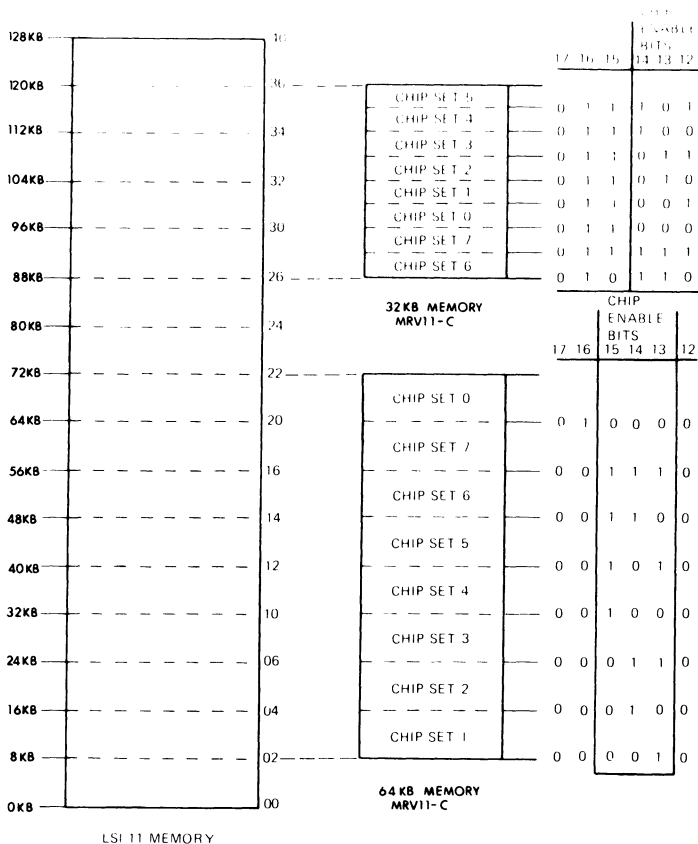 ENABLE
BITS
17 16 15 14 13 12
128KB 40
120KB 36
CHIP SET 5
0 1 1 1 0 1
CHIP SET 4
112KB 34 0 1 1 1 0 0
CHIP SET 3
0 1 1 0 1 1
CHIP SET 2
104KB 32 0 1 1 0 1 0
CHIP SET 1
0 1 1 0 0 1
CHIP SET 0
96KB 30 0 1 1 0 0 0
CHIP SET 7
0 1 1 1 1 1
CHIP SET 6
88KB 26 0 1 0 1 1 0
32KB MEMORY
MRV11-C
CHIP
ENABLE
BITS
17 16 15 14 13 12
80KB 24
72KB 22
CHIP SET 0
64KB 20 0 1 0 0 0 0
CHIP SET 7
56KB 16 0 0 1 1 1 0
CHIP SET 6
48KB 14 0 0 1 1 0 0
CHIP SET 5
40KB 12 0 0 1 0 1 0
CHIP SET 4
32KB 10 0 0 1 0 0 0
CHIP SET 3
24KB 06 0 0 0 1 1 0
CHIP SET 2
16KB 04 0 0 0 1 0 0
CHIP SET 1
8KB 02 0 0 0 0 1 0
0KB 00
64KB MEMORY
MRV11-C
LSI 11 MEMORY